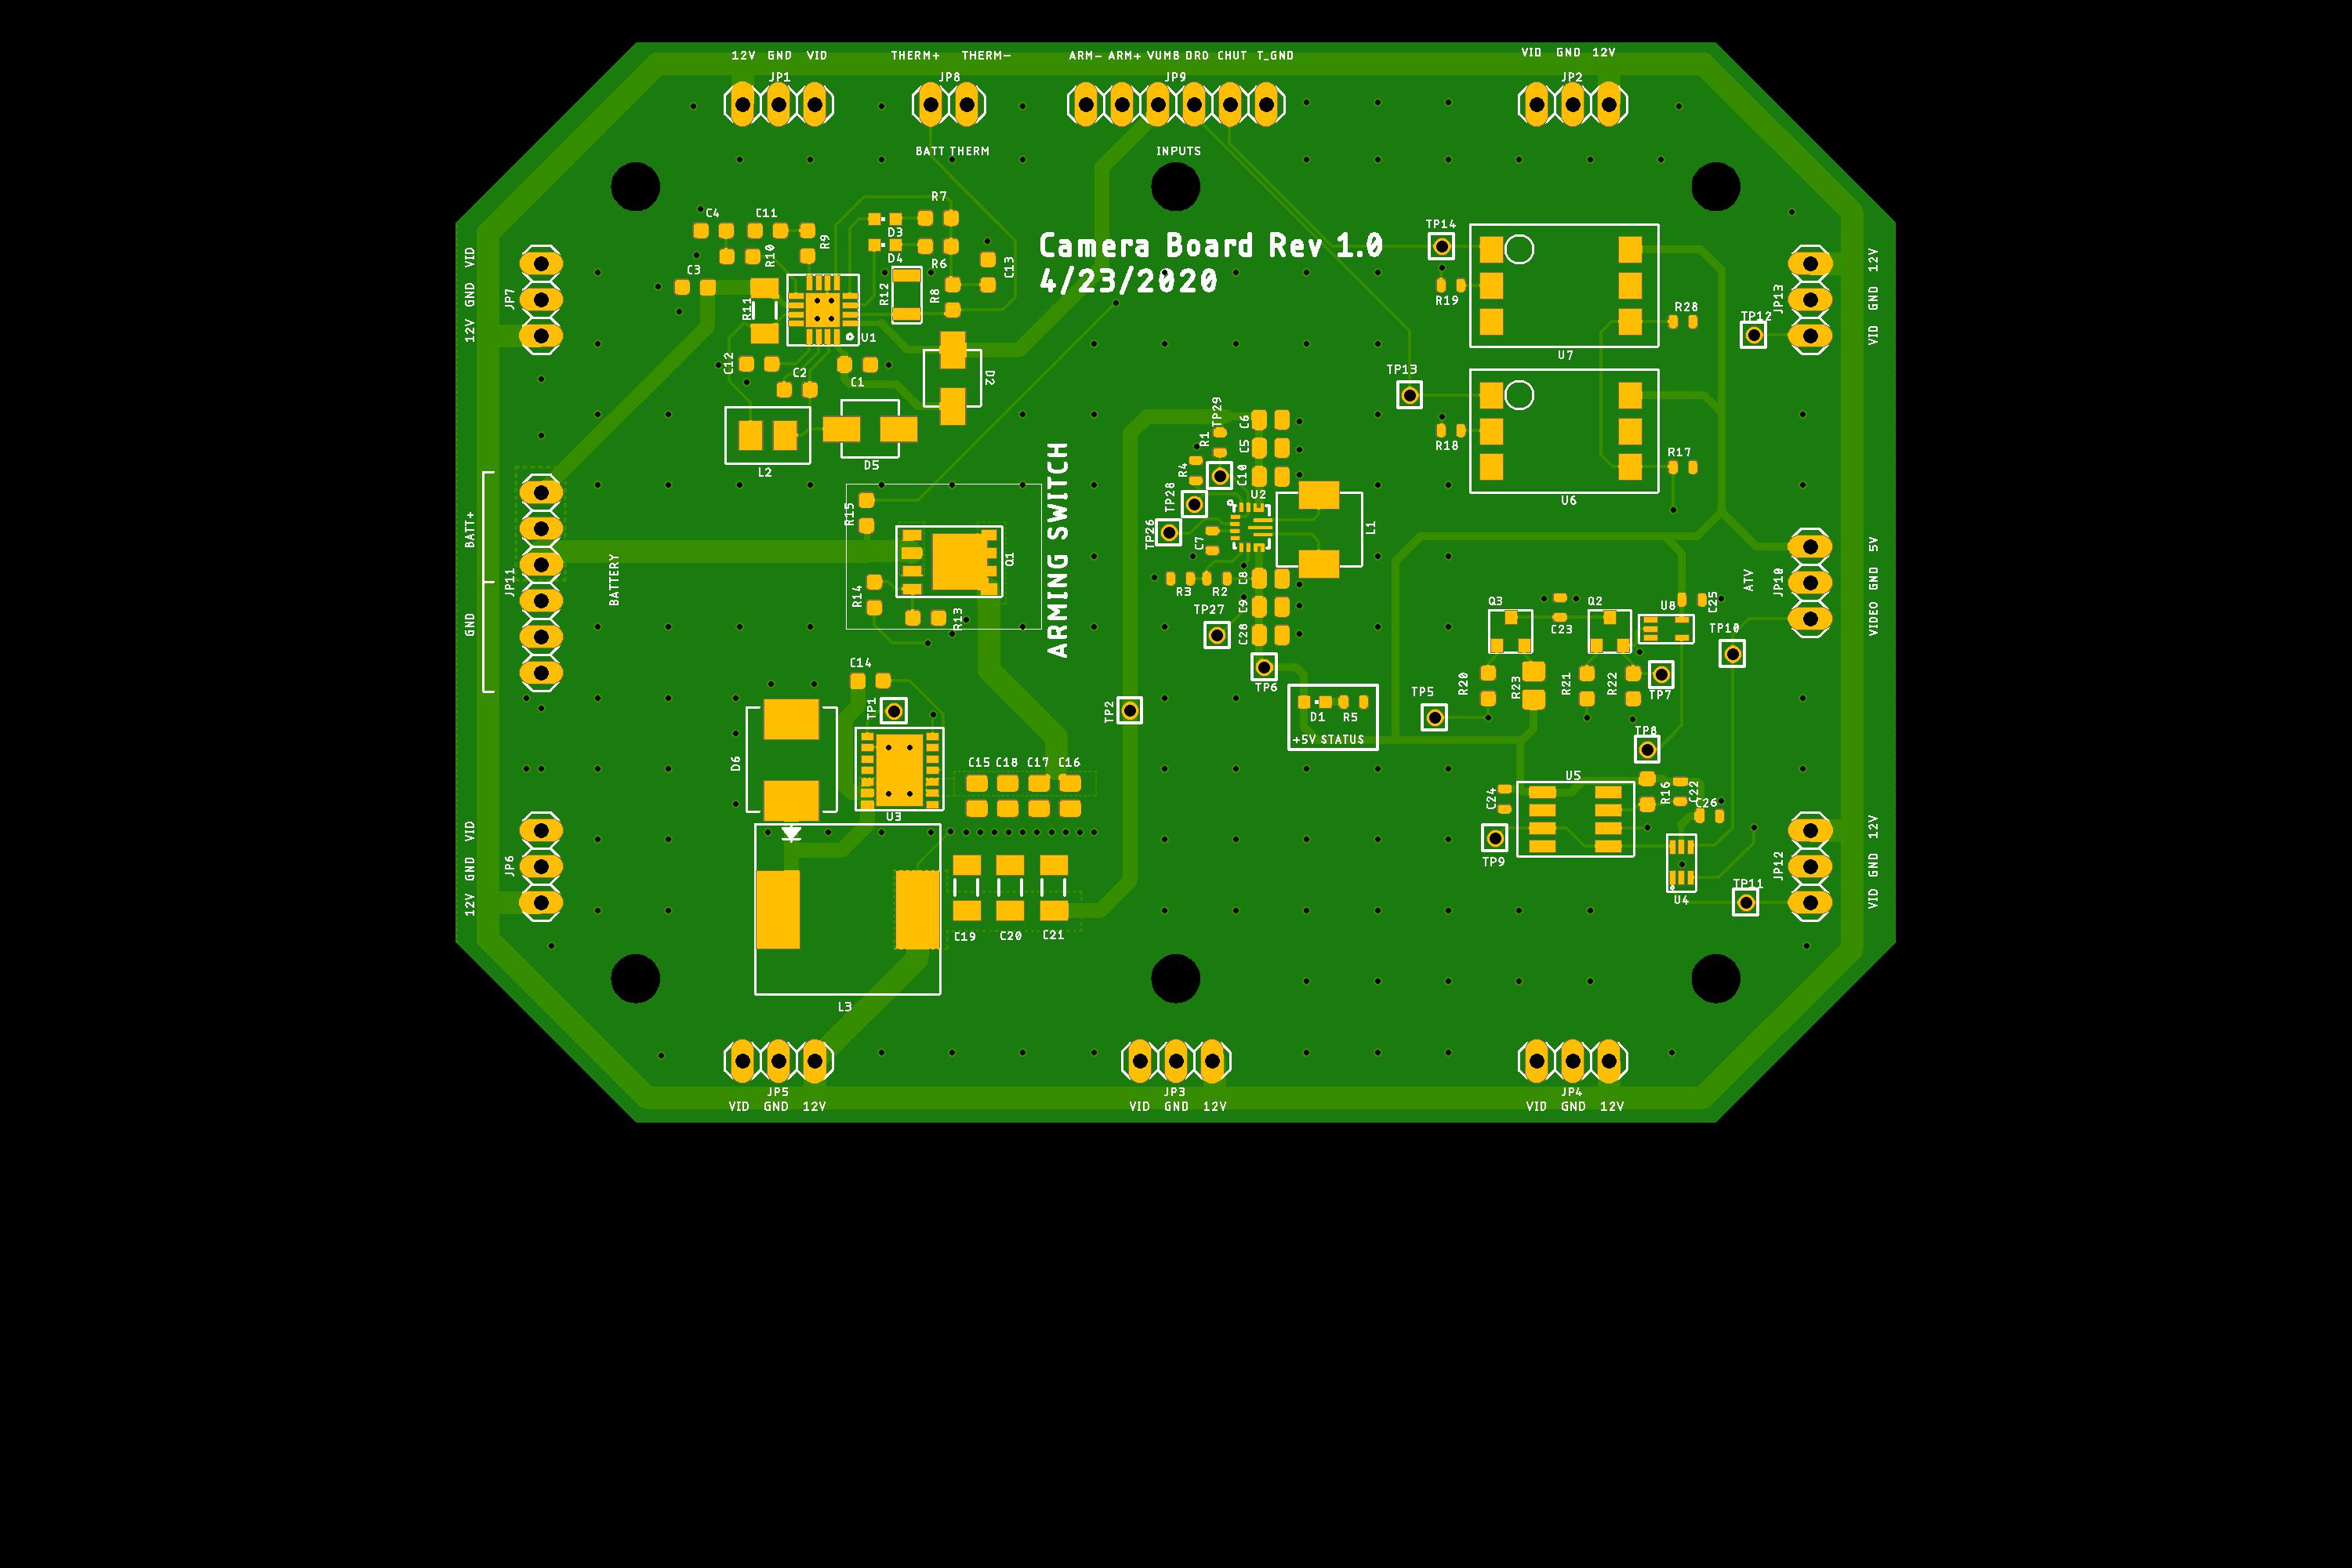 12V GND VID
JP1
THERM+ THERM-
JP8
BATT THERM
ARM- ARM+ VUMB DRD CHUT T_GND
JP9
INPUTS
VID GND 12V
JP2
Camera Board Rev 1.0
4/23/2020
C4
C11
R9
R10
C3
R11
U1
C12
C2
C1
L2
D5
R7
D3
D4
R6
R12
R8
C13
D2
VID
GND
12V
JP7
TP14
R19
U7
R28
TP12
JP13
12V
GND
VID
TP13
R18
U6
R17
BATT+
GND
JP11
BATTERY
ARMING SWITCH
R15
Q1
R14
R13
TP29
R1
R4
C6
C5
C10
TP28
U2
TP26
C7
L1
R3
R2
C8
C9
C28
TP27
TP6
D1
R5
+5V STATUS
5V
GND
VIDEO
JP10
ATV
Q3
Q2
C23
U8
C25
TP10
R20
R23
R21
R22
TP7
TP5
TP8
C14
TP1
TP2
D6
U3
C15 C18 C17 C16
C19 C20 C21
L3
U5
C24
TP9
R16
C22
C26
U4
TP11
JP12
12V
GND
VID
VID
GND
12V
JP6
JP5
VID GND 12V
JP3
VID GND 12V
JP4
VID GND 12V